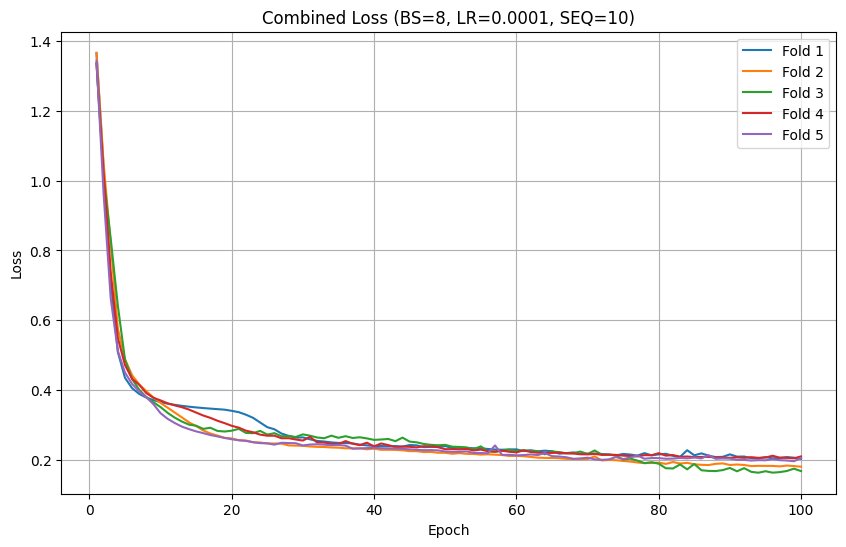 Combined Loss (BS=8, LR=0.0001, SEQ=10)
Fold 1
Fold 2
Fold 3
Fold 4
Fold 5
Loss
1.4
1.2
1.0
0.8
0.6
0.4
0.2
0 20 40 60 80 100
Epoch